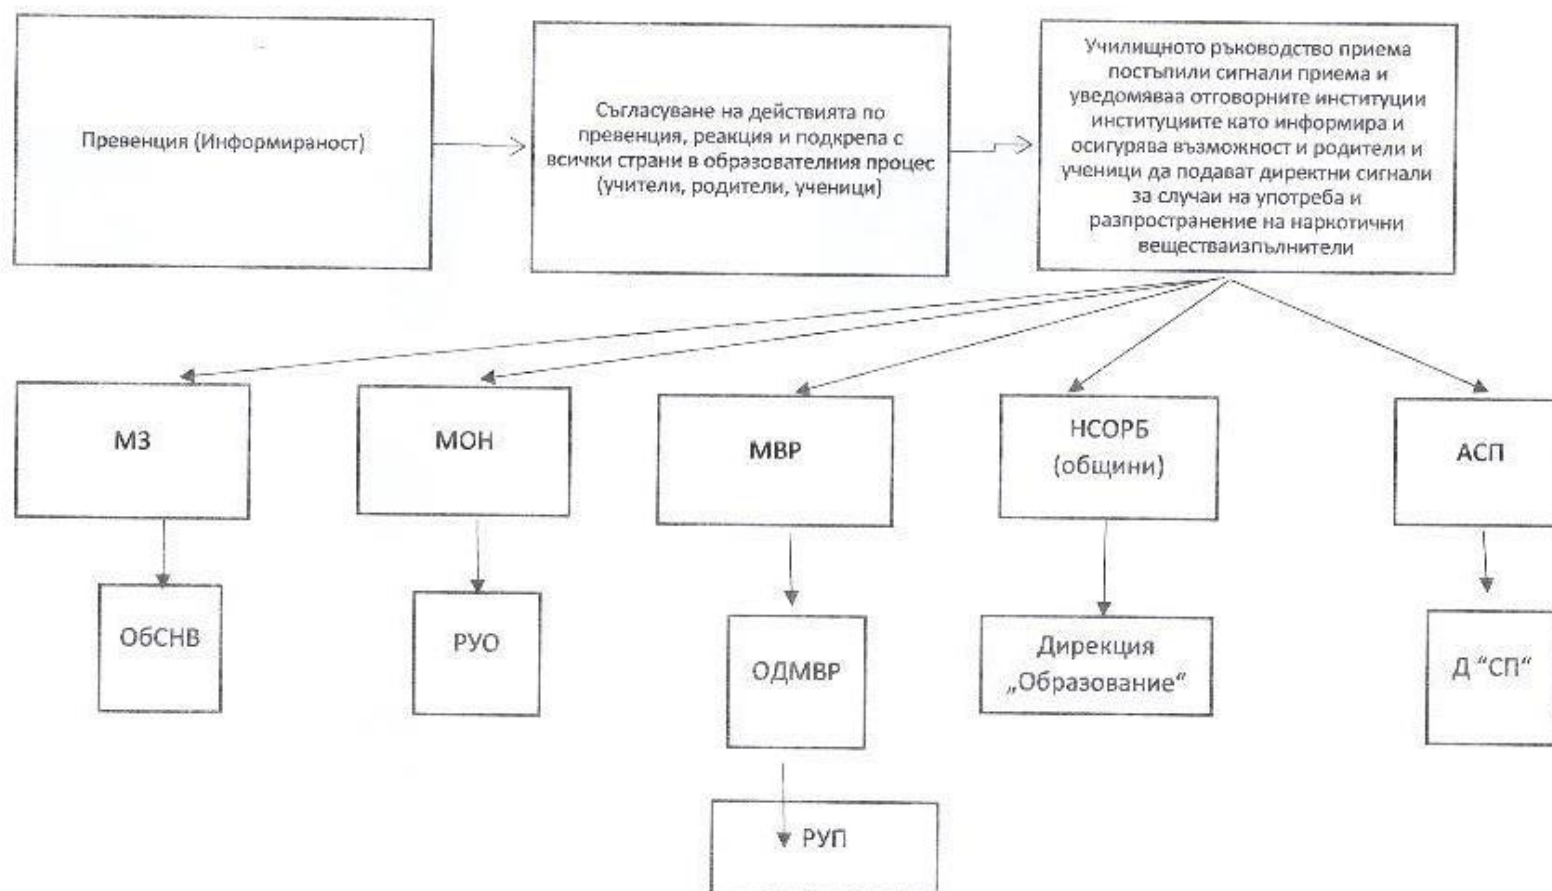 Превенция (Информираност)
Съгласуване на действията по
превенция, реакция и подкрепа с
всички страни в образователния процес
(учители, родители, ученици)
Училищното ръководство приема
постъпили сигнали приема и
уведомяваа отговорните институции
институциите като информира и
осигурява възможност и родители и
ученици да подават директни сигнали
за случаи на употреба и
разпространение на наркотични
веществаизпълнители
МЗ
МОН
МВР
НСОРБ
(общини)
АСП
ОбСНВ
РУО
ОДМВР
Дирекция
„Образование“
Д “СП“
РУП